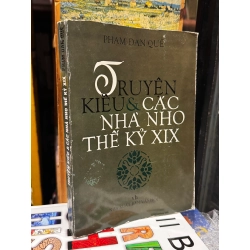 PHẠM ĐAN QUẾ
TRUYỆN
KIỀU & CÁC
NHÀ NHO
THẾ KỶ XIX